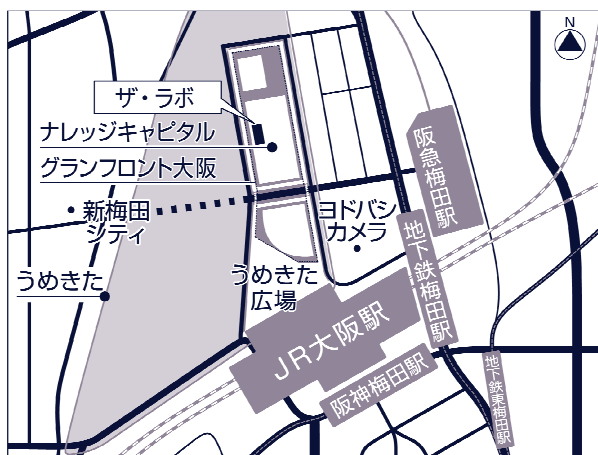 N
ザ・ラボ
ナレッジキャピタル
グランフロント大阪
新梅田
シティ
うめきた
うめきた
広場
ヨドバシ
カメラ
阪急梅田駅
地下鉄梅田駅
JR大阪駅
阪神梅田駅
地下鉄東梅田駅